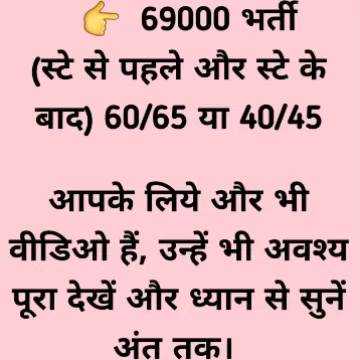 👉 69000 भर्ती
(स्टे से पहले और स्टे के
बाद) 60/65 या 40/45
आपके लिये और भी
वीडिओ हैं, उन्हें भी अवश्य
पूरा देखें और ध्यान से सुनें
अंत तक।